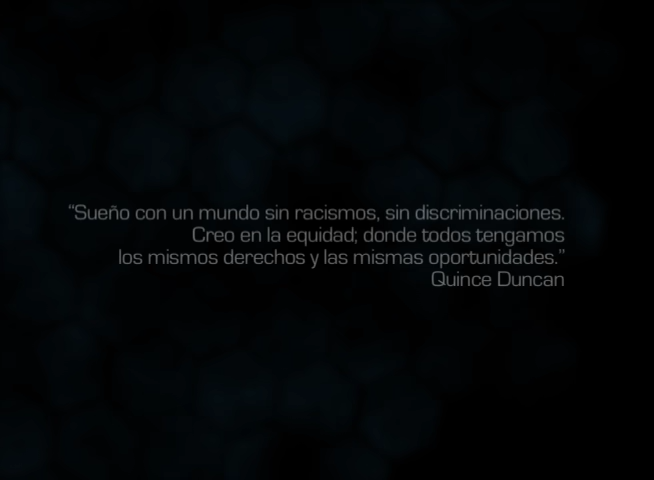 “Sueño con un mundo sin racismos, sin discriminaciones.
Creo en la equidad; donde todos tengamos
los mismos derechos y las mismas oportunidades.”
Quince Duncan